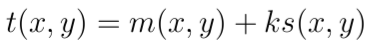 t(x, y) = m(x, y) + ks(x, y)